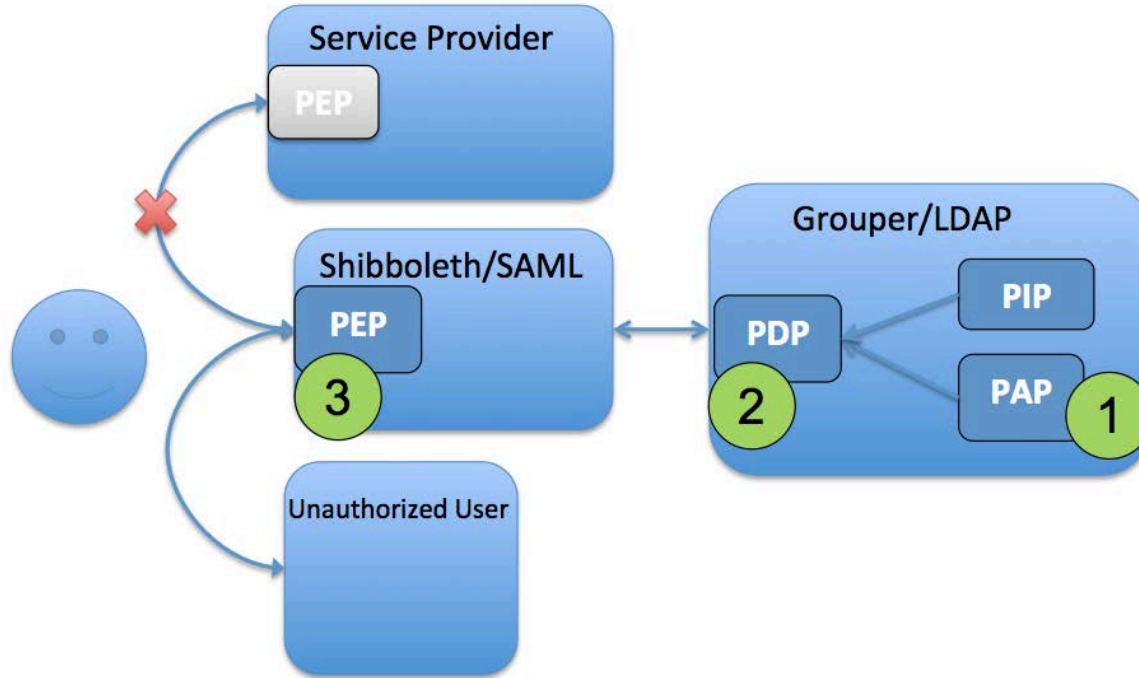 Service Provider
PEP
Shibboleth/SAML
PEP
3
Unauthorized User
Grouper/LDAP
PDP
2
PIP
PAP
1